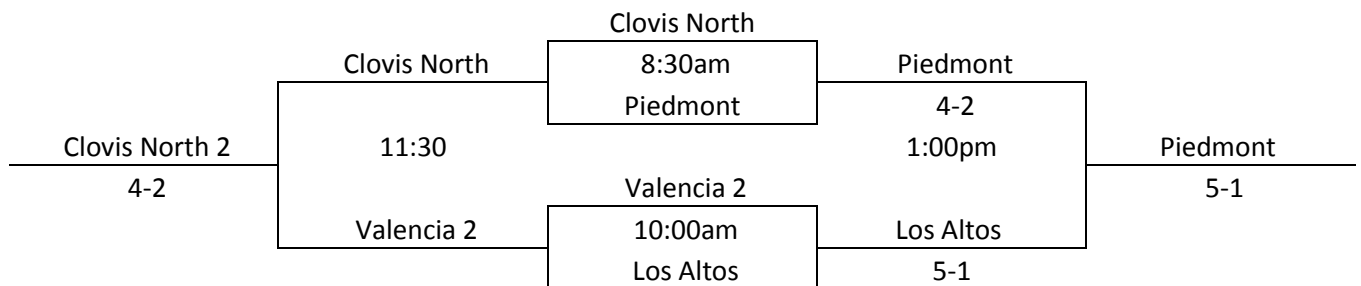 Clovis North
Clovis North 8:30am Piedmont
Piedmont 4-2
Clovis North 2 11:30 1:00pm Piedmont
4-2 Valencia 2 5-1
Valencia 2 10:00am Los Altos
Los Altos 5-1